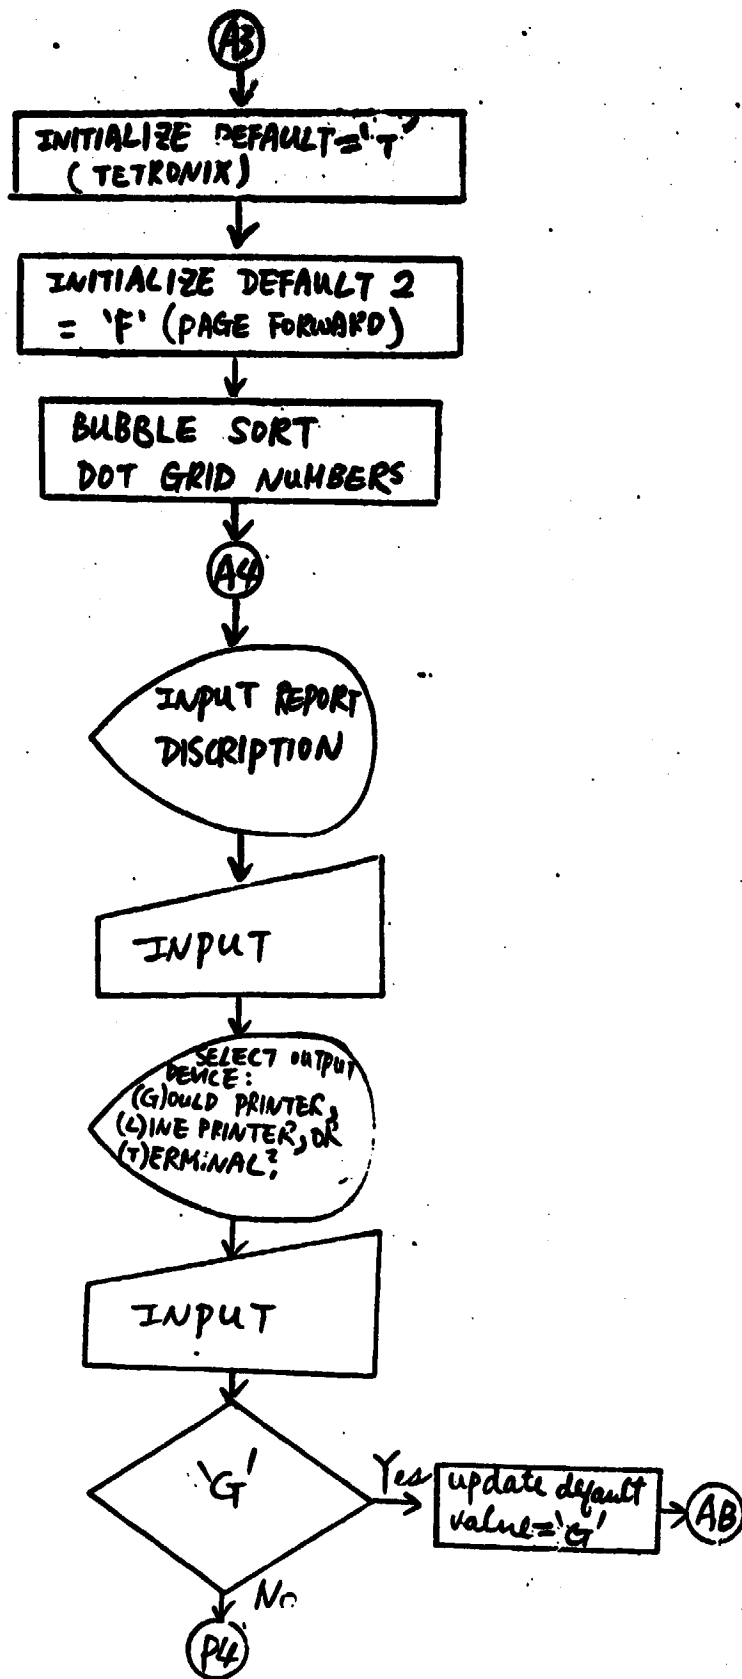 A3
INITIALIZE DEFAULT='T'
(TETRONIX)
INITIALIZE DEFAULT 2
= 'F' (PAGE FORWARD)
BUBBLE SORT
DOT GRID NUMBERS
A4
INPUT REPORT
DISCRIPTION
INPUT
SELECT OUTPUT
DEVICE:
(G)OULD PRINTER,
(L)INE PRINTER, OR
(T)ERMINAL?
INPUT
'G'
Yes
update default
value='G'
AB
No
P4